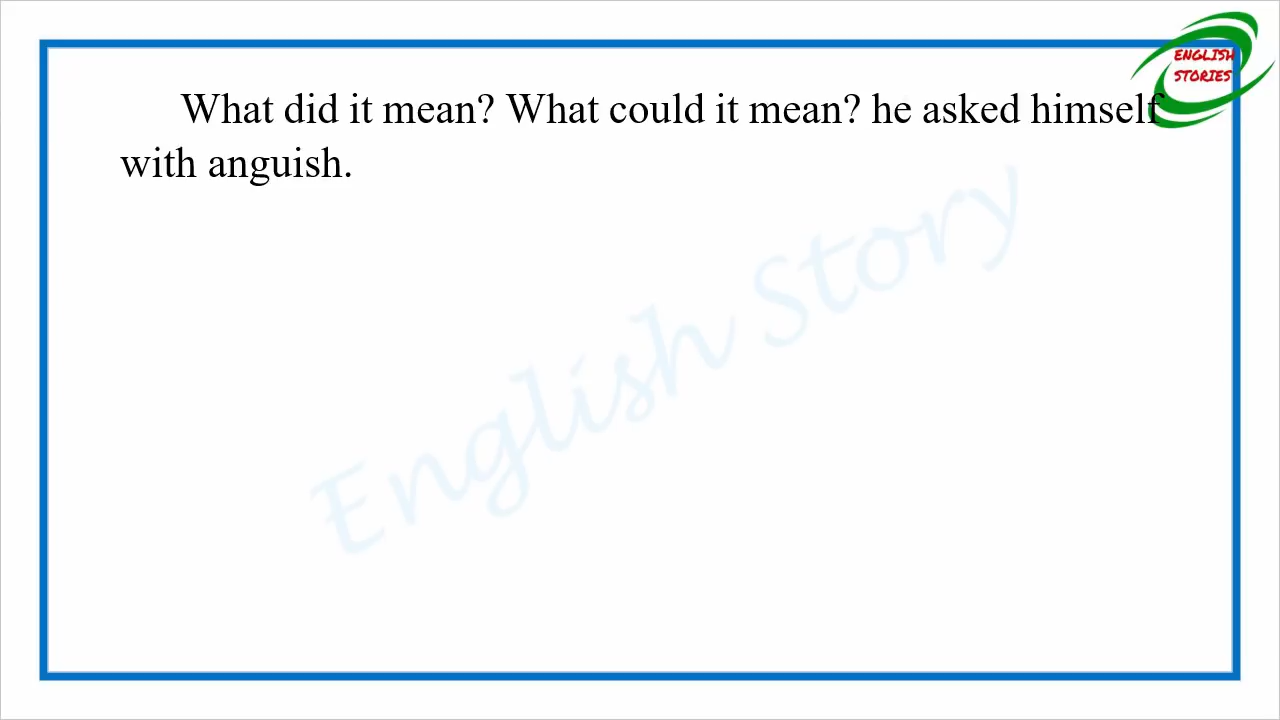 ENGLISH
STORIES
What did it mean? What could it mean? he asked himself
with anguish.
English Story